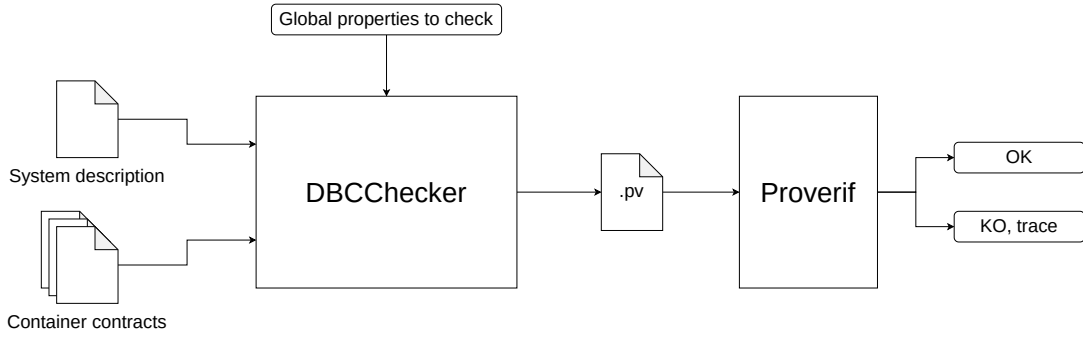 Global properties to check
System description
DBCChecker
.pv
Proverif
OK
KO, trace
Container contracts